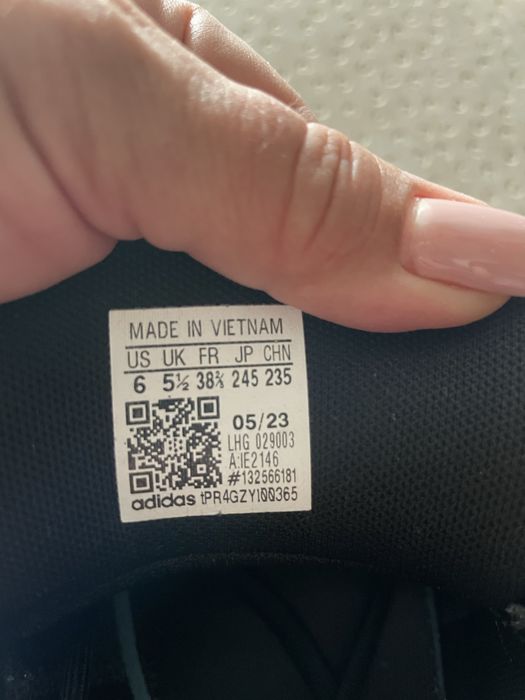 MADE IN VIETNAM
US UK FR JP CHN
6 5½ 38⅔ 245 235
05/23
LHG 029003
A:IE2146
#132566181
adidas tPR4GZY100365